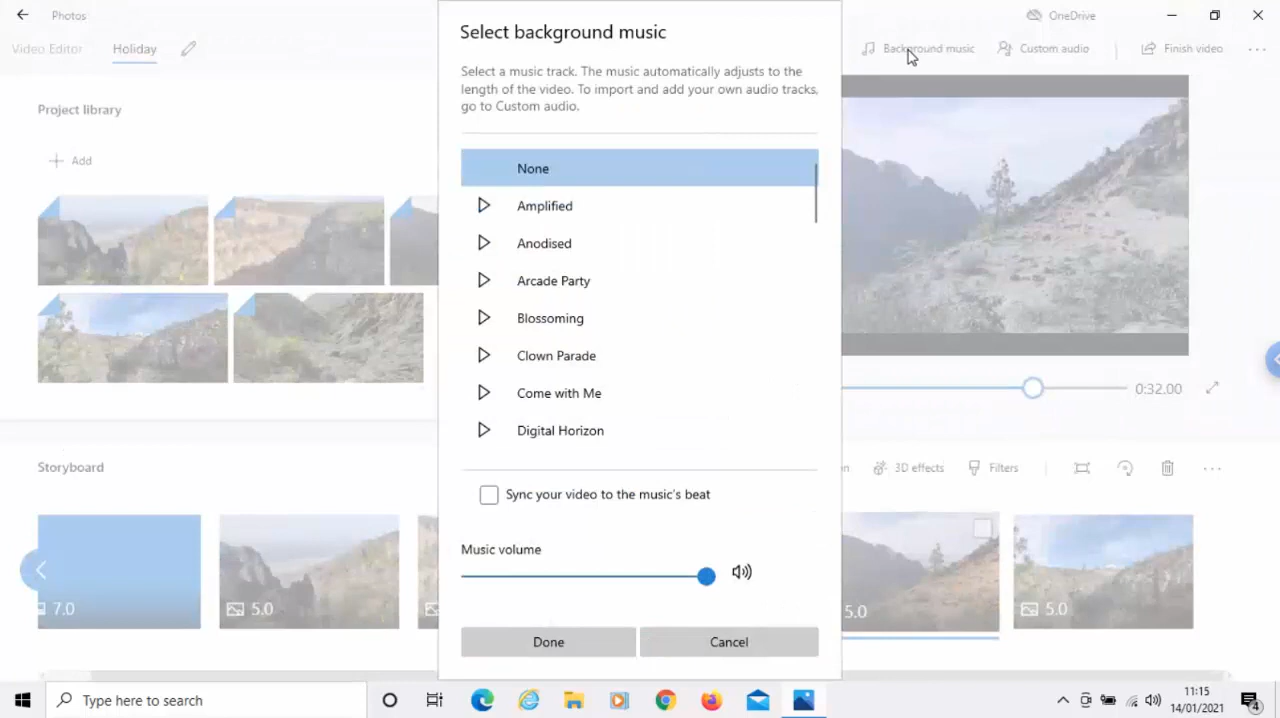 Photos
OneDrive
Video Editor
Holiday
Background music
Custom audio
Finish video
Project library
Add
Select background music
Select a music track. The music automatically adjusts to the
length of the video. To import and add your own audio tracks,
go to Custom audio.
None
Amplified
Anodised
Arcade Party
Blossoming
Clown Parade
Come with Me
Digital Horizon
Sync your video to the music's beat
Music volume
Done
Cancel
0:32.00
Storyboard
3D effects
Filters
7.0
5.0
5.0
5.0
Type here to search
11:15
14/01/2021
4